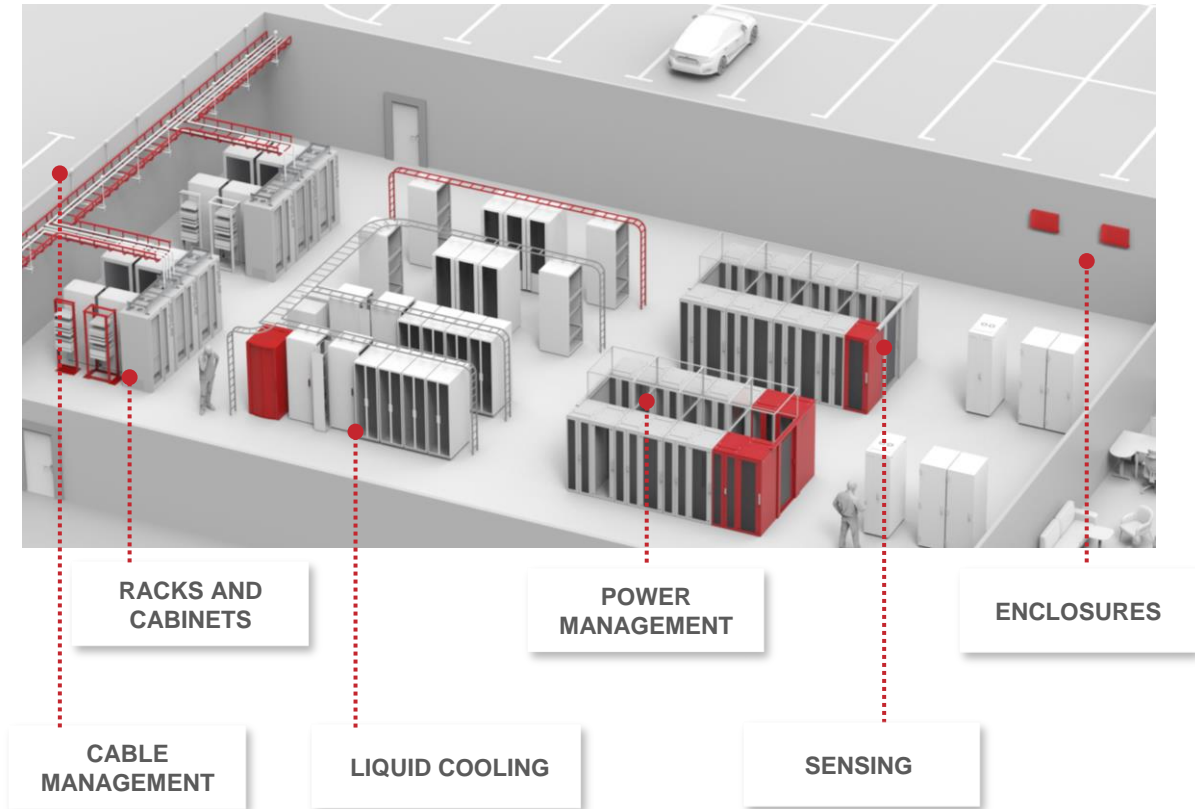 RACKS AND
CABINETS
POWER
MANAGEMENT
ENCLOSURES
CABLE
MANAGEMENT
LIQUID COOLING
SENSING